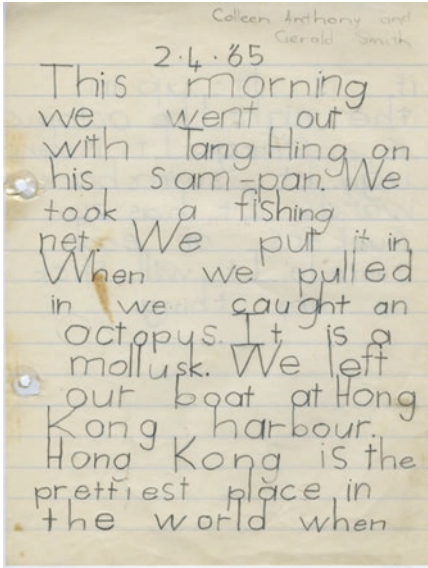 Colleen Anthony and
Gerald Smith
2.4.'65
This morning
we went out
with Tang Hing on
his sam-pan. We
took a fishing
net. We put it in
When we pulled
in we caught an
octopus. It is a
mollusk. We left
our boat at Hong
Kong harbour.
Hong Kong is the
prettiest place in
the world when